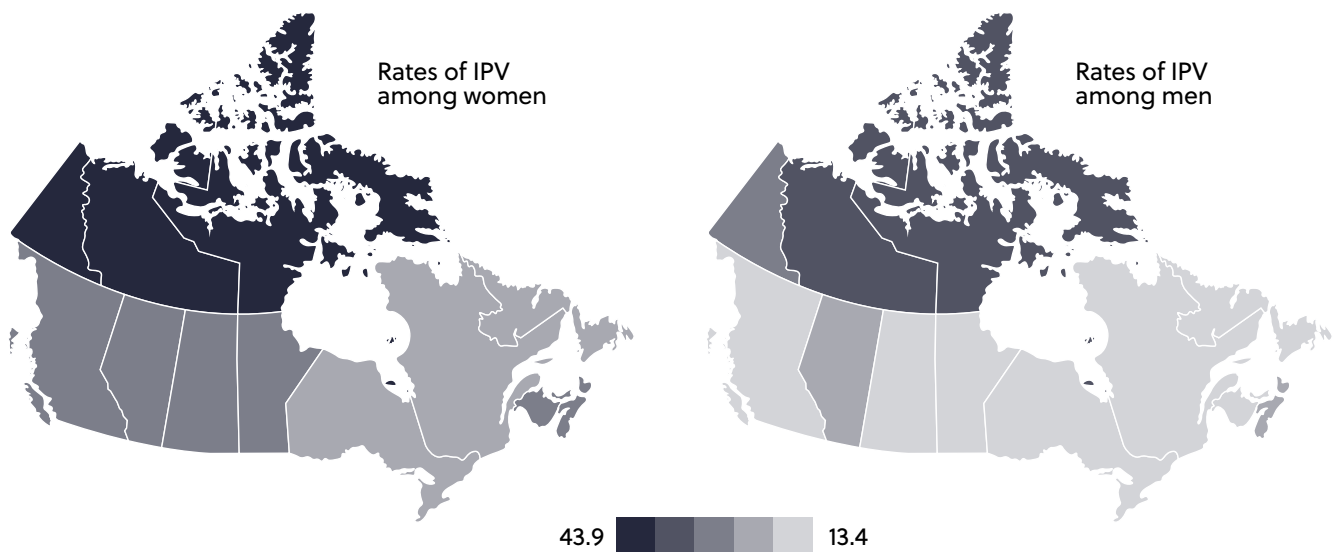 Rates of IPV
among women
Rates of IPV
among men
43.9
13.4